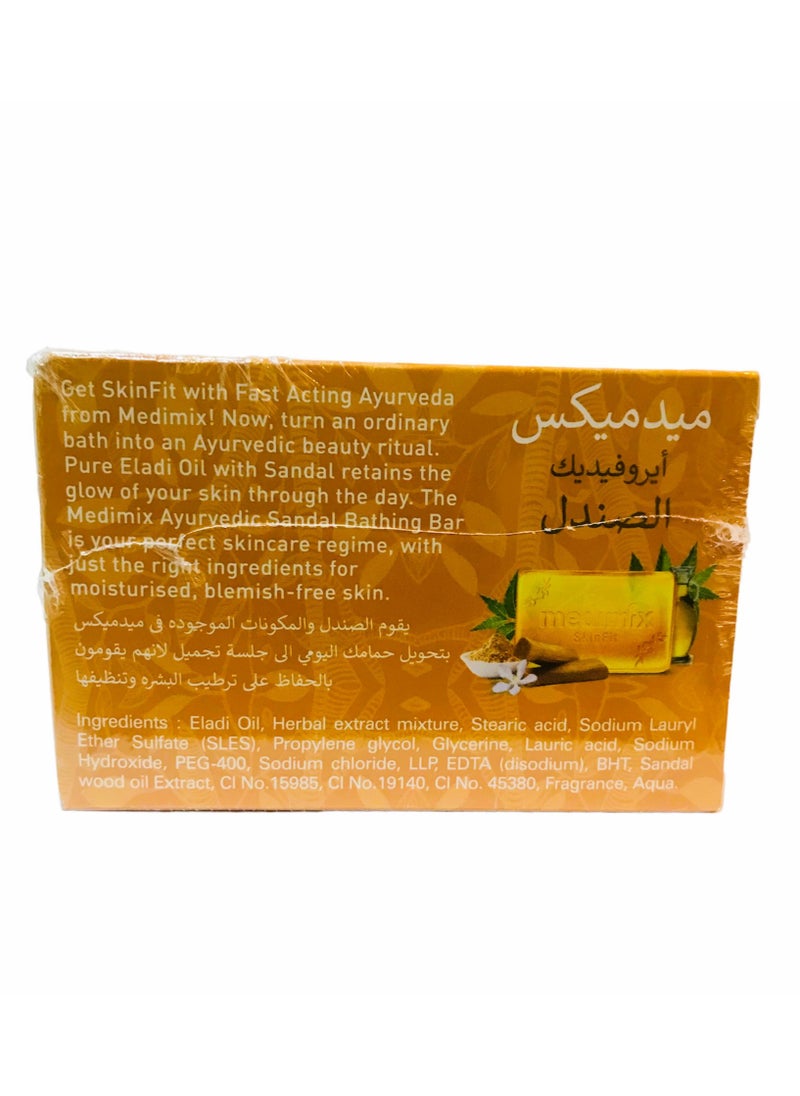 Get SkinFit with Fast Acting Ayurveda
from Medimix! Now, turn an ordinary
bath into an Ayurvedic beauty ritual.
Pure Eladi Oil with Sandal retains the
glow of your skin through the day. The
Medimix Ayurvedic Sandal Bathing Bar
is your perfect skincare regime, with
just the right ingredients for
moisturised, blemish-free skin.
يقوم الصندل والمكونات الموجوده فى ميدميكس
بتحويل حمامك اليومي الى جلسة تجميل لانهم يقومون
بالحفاظ على ترطيب البشره وتنظيفها
ميدميكس
أيروفيديك
الصندل
medimix
SkinFit
Ingredients : Eladi Oil, Herbal extract mixture, Stearic acid, Sodium Lauryl
Ether Sulfate (SLES), Propylene glycol, Glycerine, Lauric acid, Sodium
Hydroxide, PEG-400, Sodium chloride, LLP, EDTA (disodium), BHT, Sandal
wood oil Extract, CI No.15985, CI No.19140, CI No. 45380, Fragrance, Aqua.